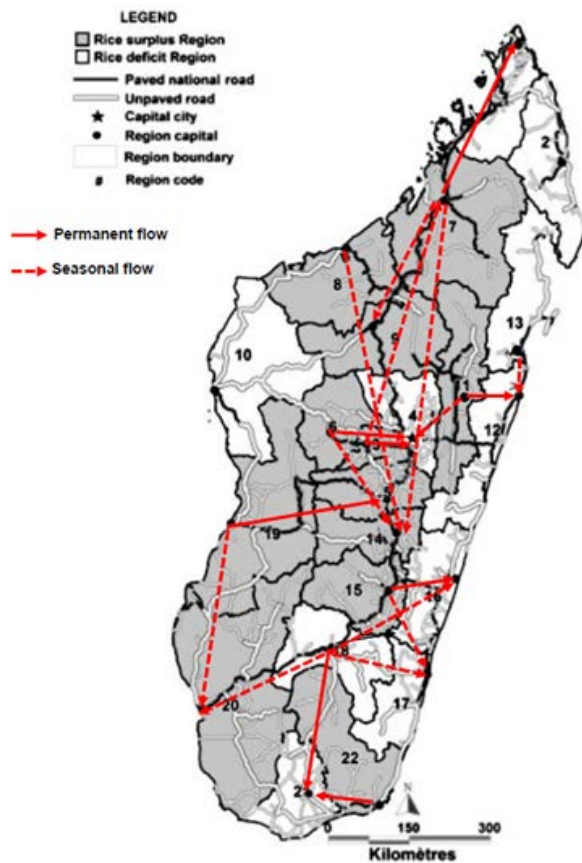 LEGEND
Rice surplus Region
Rice deficit Region
Paved national road
Unpaved road
Capital city
Region capital
Region boundary
# Region code
Permanent flow
Seasonal flow
2
7
8
9
13
10
4
12
6
14
19
15
16
20
17
22
N
0 150 300
Kilomètres